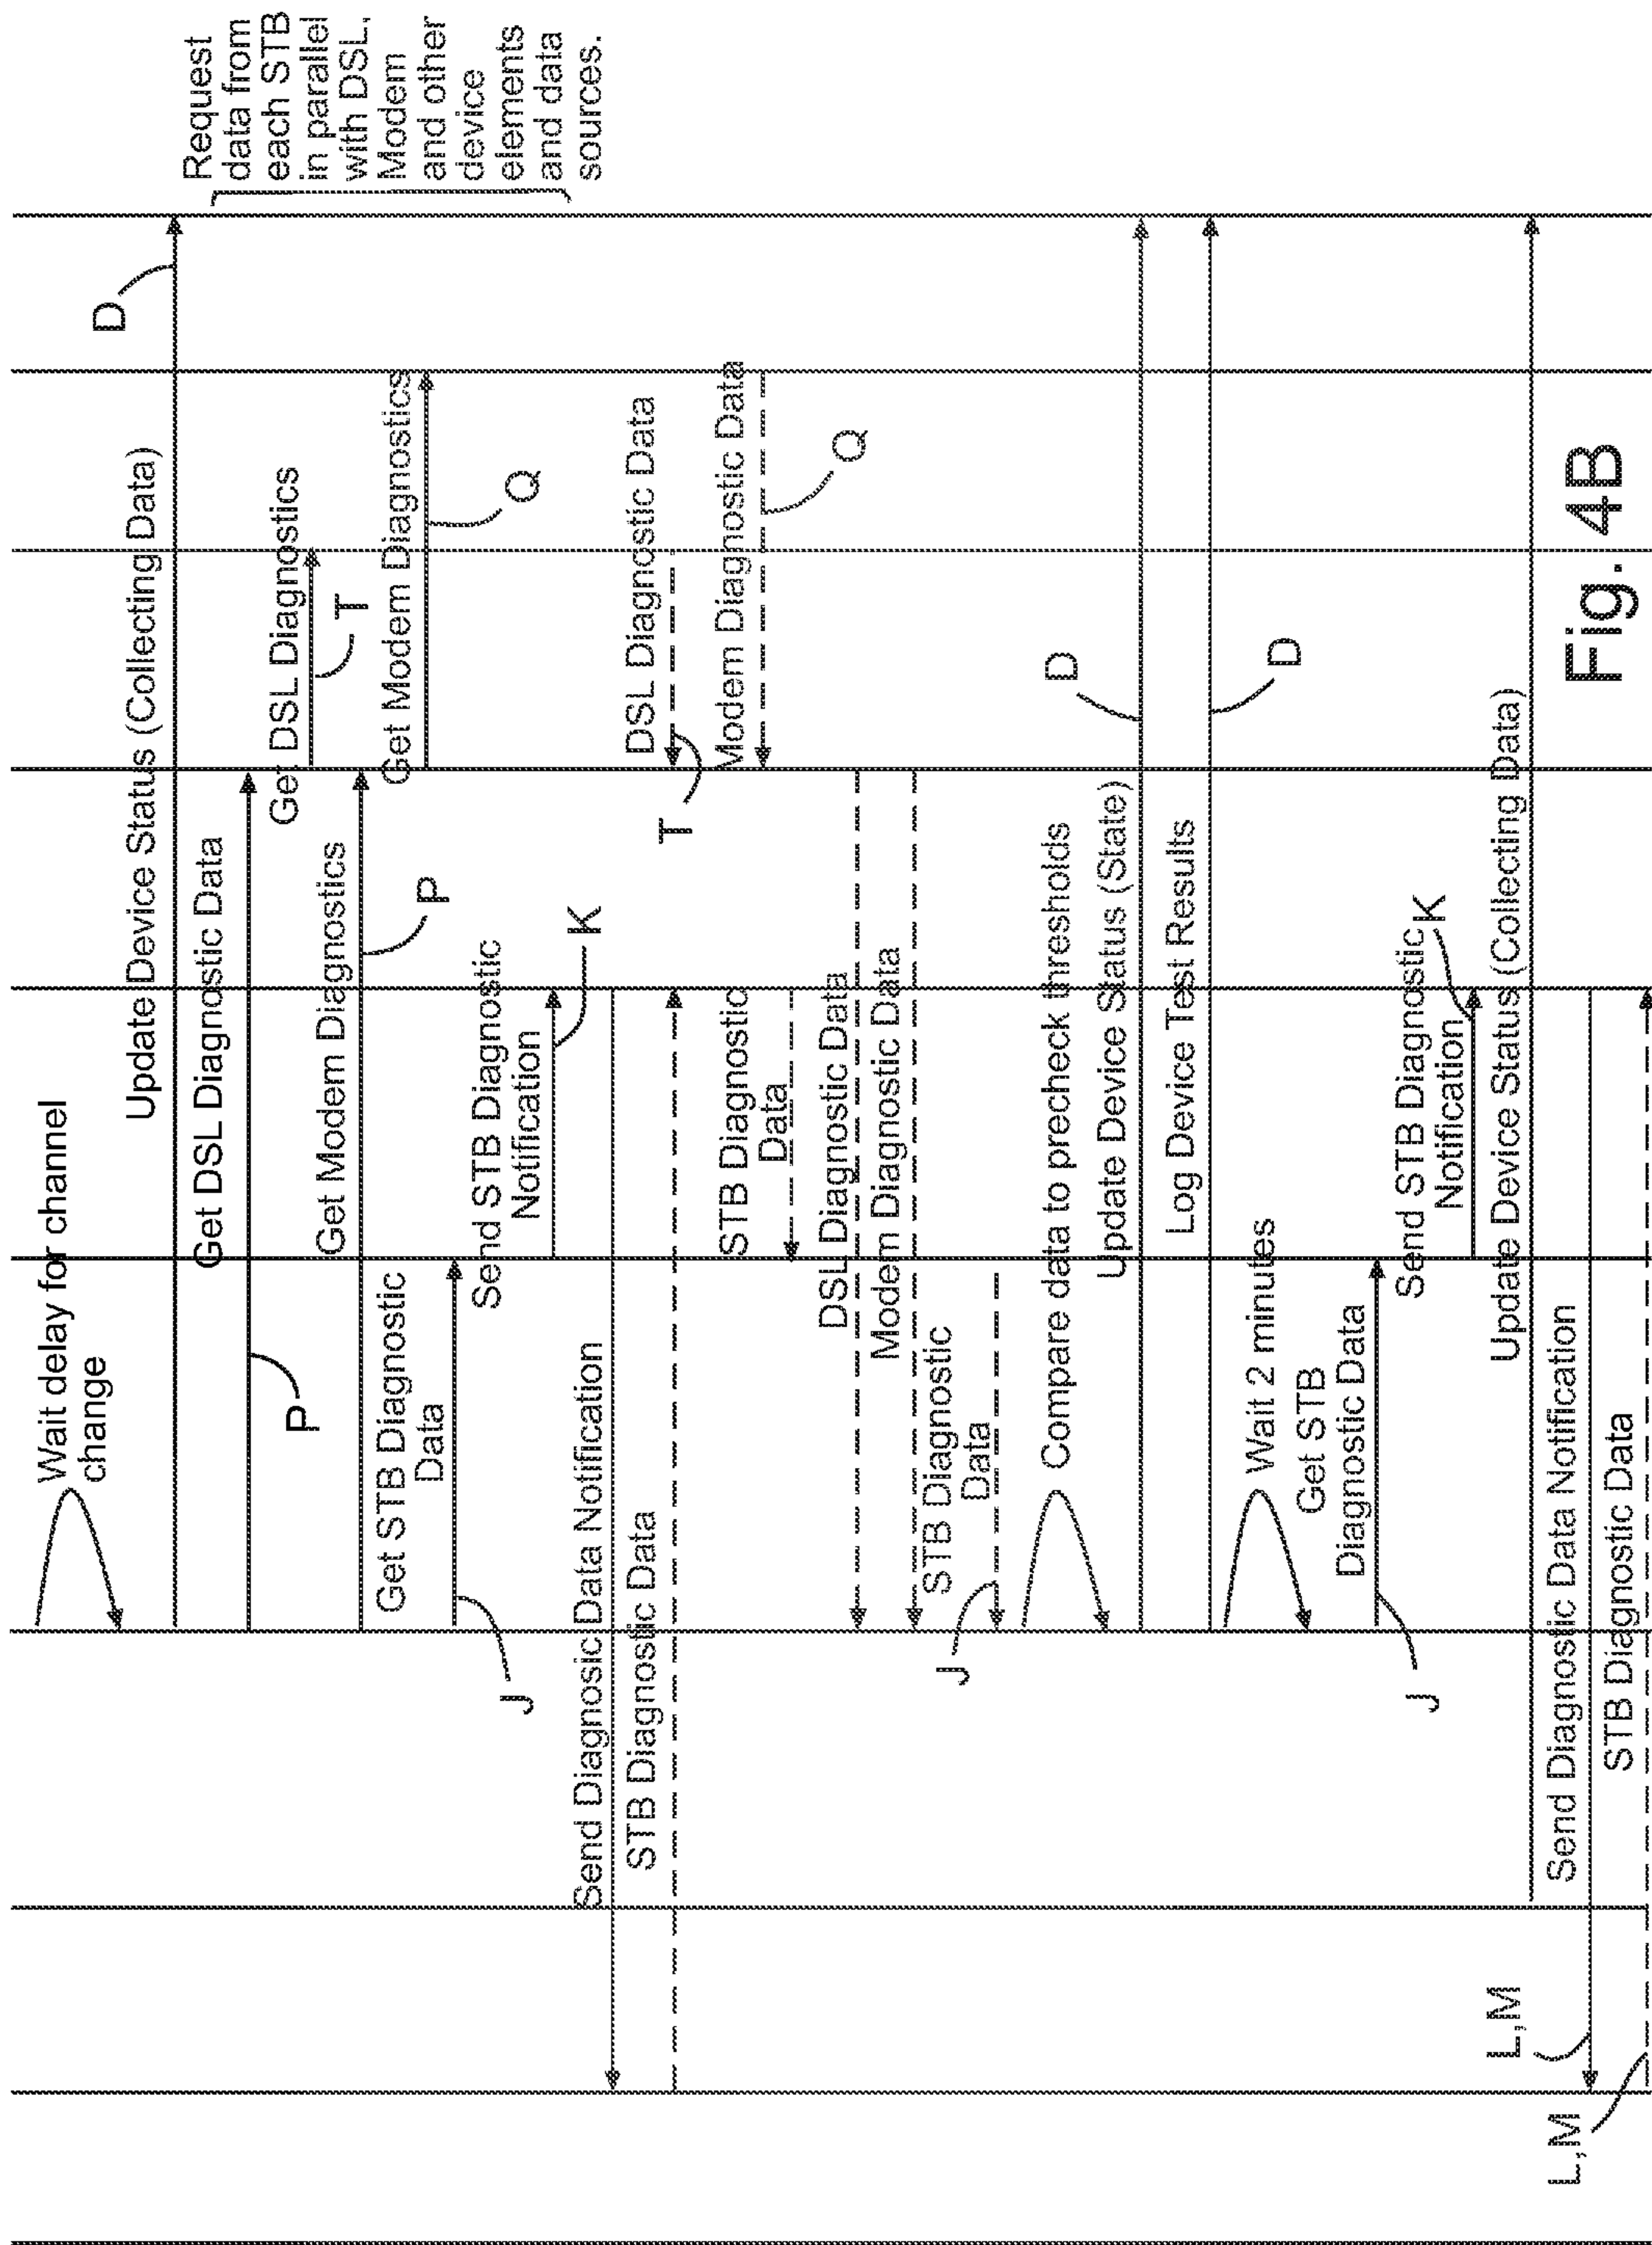 Wait delay for channel
change
Update Device Status (Collecting Data)
D
Request
data from
each STB
in parallel
with DSL.
Modem
and other
device
elements
and data
sources.
Get DSL Diagnostic Data
P
Get DSL Diagnostics
T
Get Modem Diagnostics
P
Get Modem Diagnostics
Q
Get STB Diagnostic
Data
J
Send STB Diagnostic
Notification
K
Send Diagnosic Data Notification
STB Diagnostic Data
DSL Diagnostic Data
T
Modem Diagnostic Data
Q
STB Diagnostic
Data
DSL Diagnostic Data
Modem Diagnostic Data
STB Diagnostic
Data
J
Compare data to precheck thresholds
Update Device Status (State)
D
Log Device Test Results
D
Wait 2 minutes
Get STB
Diagnostic Data
J
Send STB Diagnostic
Notification
K
Update Device Status (Collecting Data)
Send Diagnostic Data Notification
L,M
STB Diagnostic Data
L,M
Fig. 4B